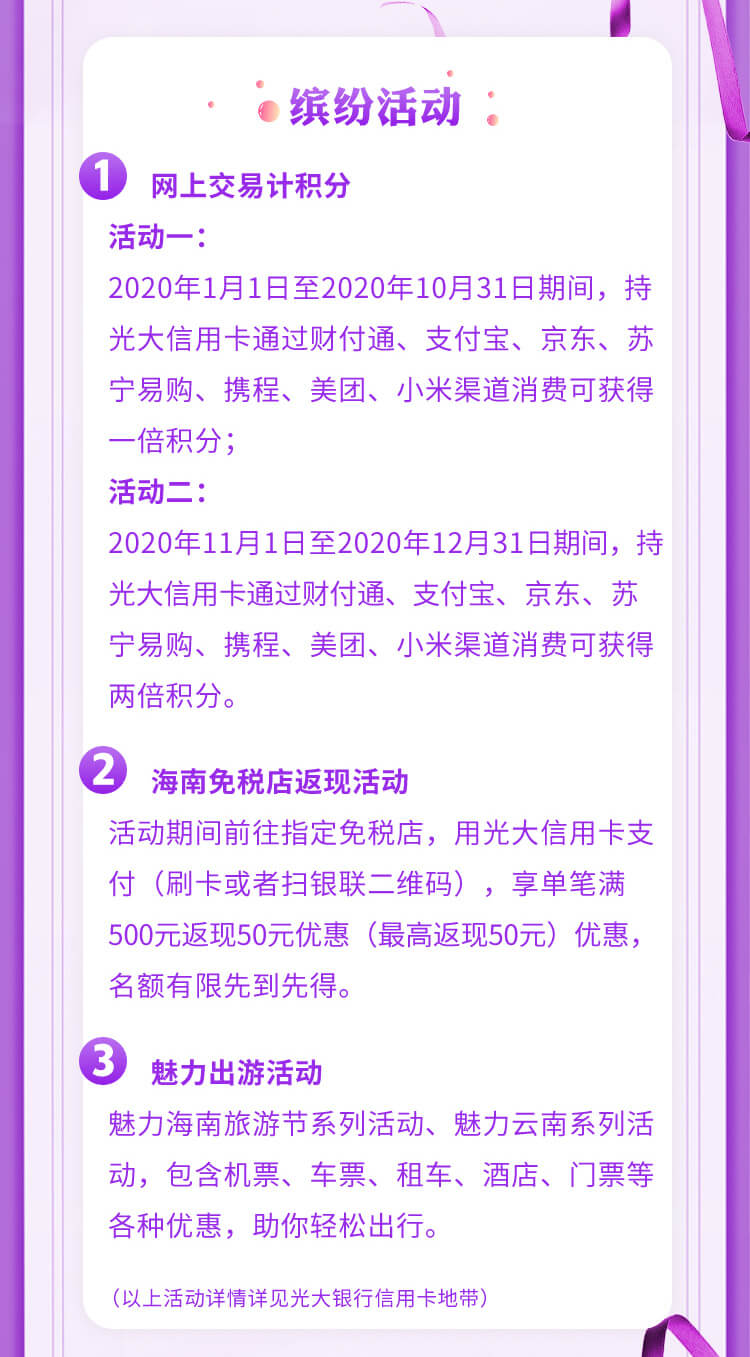 缤纷活动
1 网上交易计积分
活动一：
2020年1月1日至2020年10月31日期间，持
光大信用卡通过财付通、支付宝、京东、苏
宁易购、携程、美团、小米渠道消费可获得
一倍积分；
活动二：
2020年11月1日至2020年12月31日期间，持
光大信用卡通过财付通、支付宝、京东、苏
宁易购、携程、美团、小米渠道消费可获得
两倍积分。
2 海南免税店返现活动
活动期间前往指定免税店，用光大信用卡支
付（刷卡或者扫银联二维码），享单笔满
500元返现50元优惠（最高返现50元）优惠，
名额有限先到先得。
3 魅力出游活动
魅力海南旅游节系列活动、魅力云南系列活
动，包含机票、车票、租车、酒店、门票等
各种优惠，助你轻松出行。
（以上活动详情详见光大银行信用卡地带）